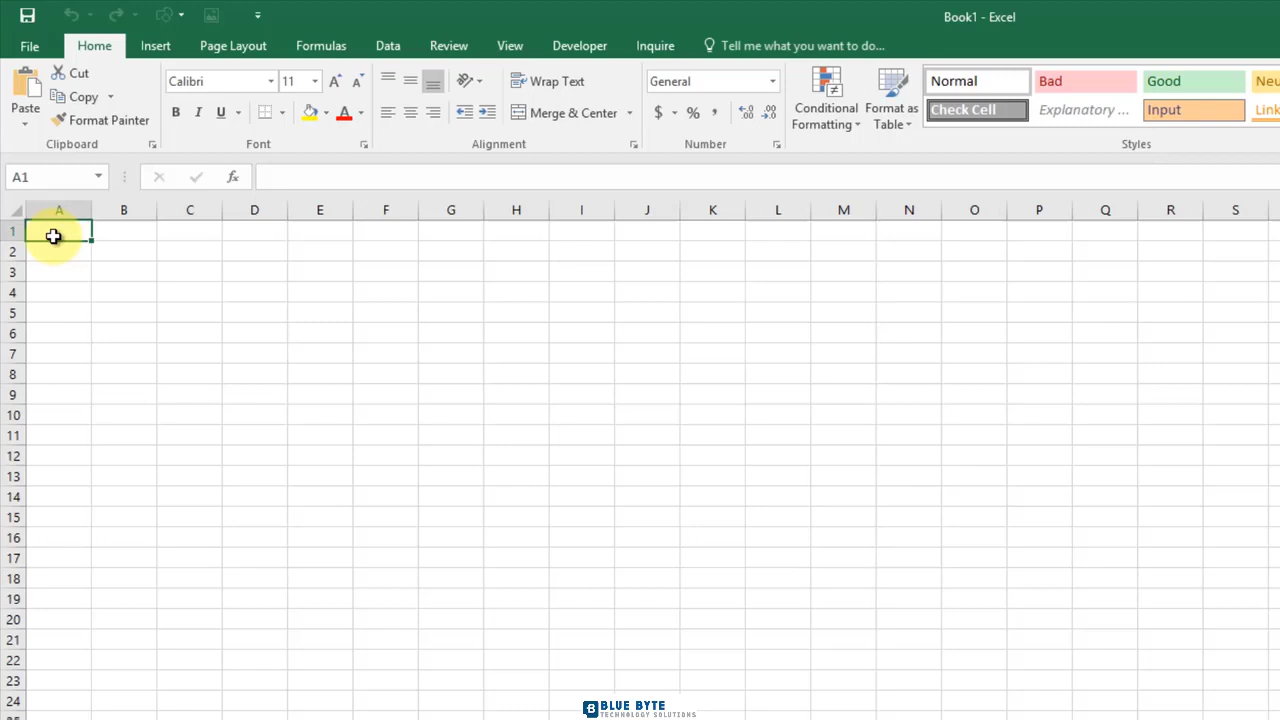 Book1 - Excel
File Home Insert Page Layout Formulas Data Review View Developer Inquire Tell me what you want to do...
Paste
Cut
Copy
Format Painter
Clipboard
Calibri 11
B I U
Font
Wrap Text
Merge & Center
Alignment
General
$ % ,
Number
Conditional
Formatting
Format as
Table
Normal Bad Good Neu
Check Cell Explanatory ... Input Link
Styles
A1 fx
A B C D E F G H I J K L M N O P Q R S
1
2
3
4
5
6
7
8
9
10
11
12
13
14
15
16
17
18
19
20
21
22
23
24
BLUE BYTE
TECHNOLOGY SOLUTIONS